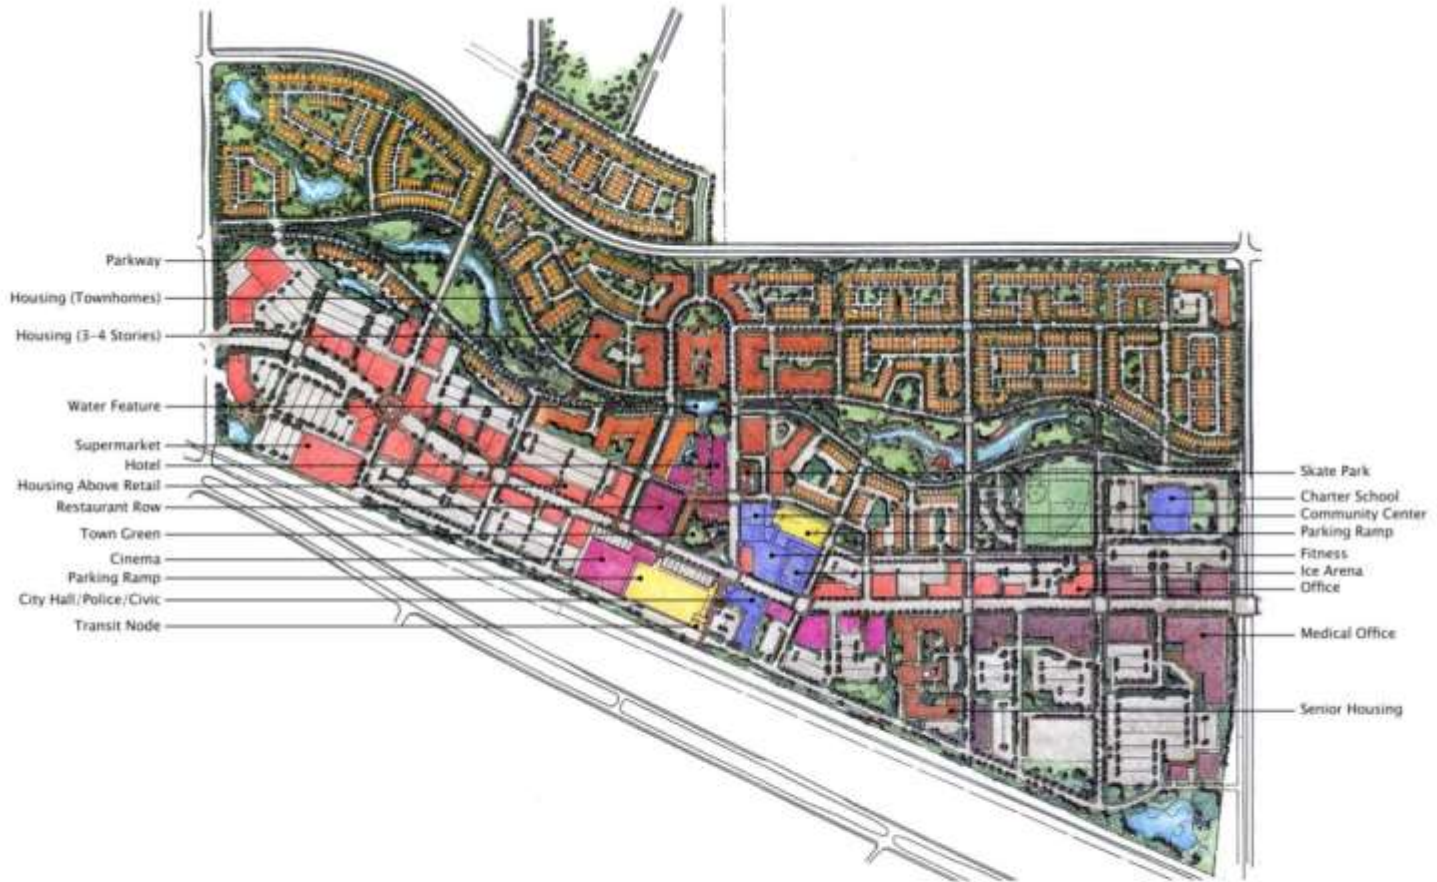 Parkway
Housing (Townhomes)
Housing (3-4 Stories)
Water Feature
Supermarket
Hotel
Housing Above Retail
Restaurant Row
Town Green
Cinema
Parking Ramp
City Hall/Police/Civic
Transit Node
Skate Park
Charter School
Community Center
Parking Ramp
Fitness
Ice Arena
Office
Medical Office
Senior Housing